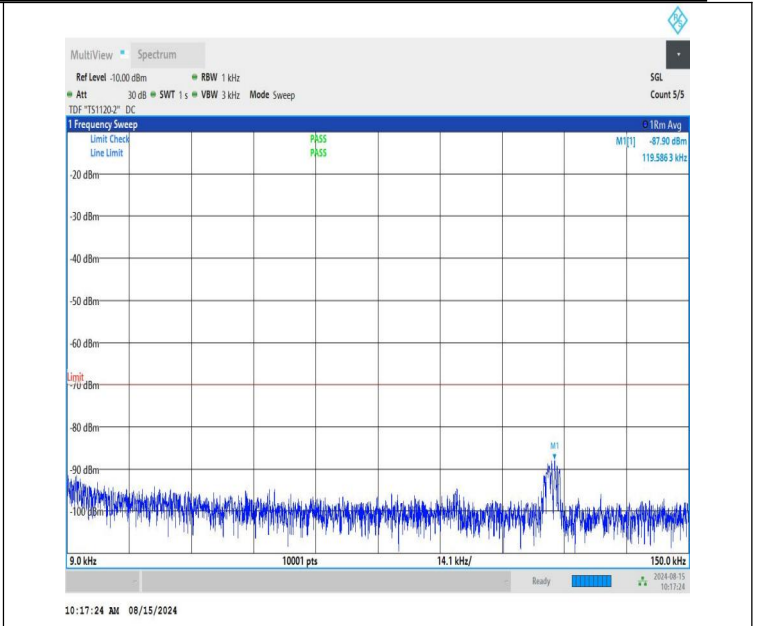 R S
MultiView Spectrum
Ref Level -10.00 dBm RBW 1 kHz SGL
Att 30 dB SWT 1 s VBW 3 kHz Mode Sweep Count 5/5
TDF "TS1120-2" DC
1 Frequency Sweep 1Rm Avg
Limit Check PASS M1[1] -87.90 dBm
Line Limit PASS 119.586 3 kHz
-20 dBm
-30 dBm
-40 dBm
-50 dBm
-60 dBm
Limit
-70 dBm
-80 dBm
M1
-90 dBm
-100 dBm
9.0 kHz 10001 pts 14.1 kHz/ 150.0 kHz
Ready 2024-08-15
10:17:24
10:17:24 AM 08/15/2024